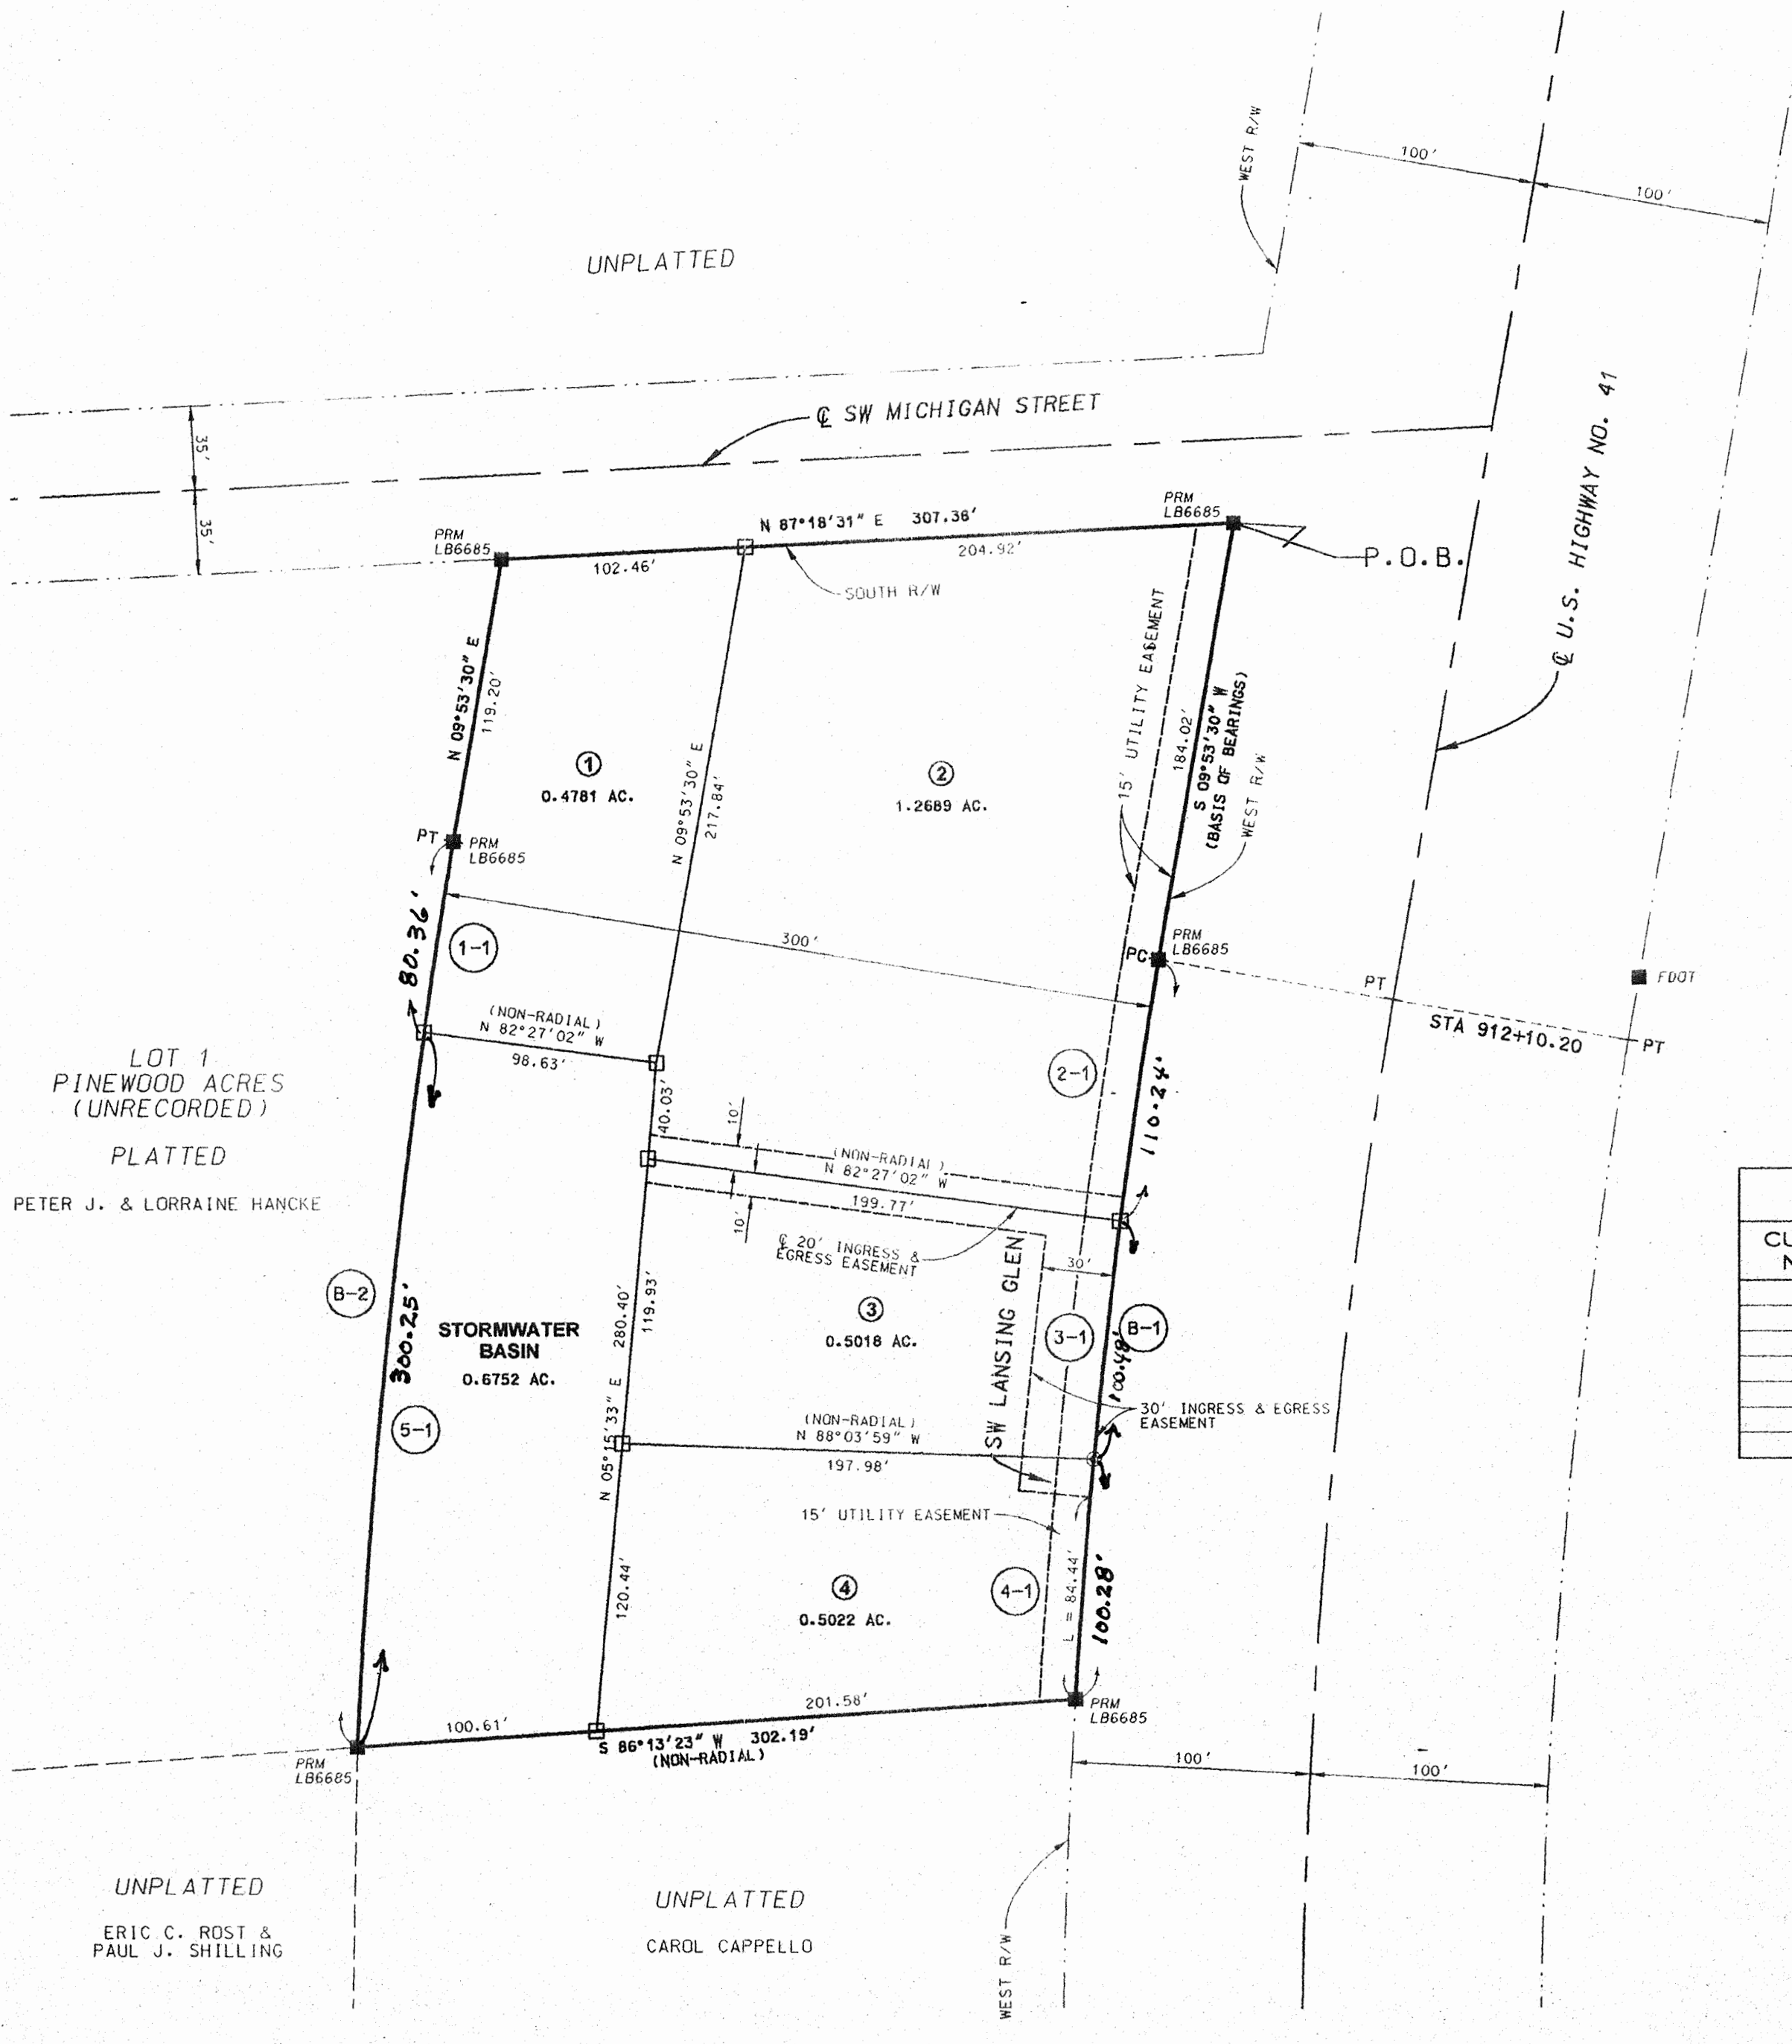 WEST R/W
100'
100'
UNPLATTED
℄ SW MICHIGAN STREET
35'
35'
℄ U.S. HIGHWAY NO. 41
PRM
LB6685
N 87°18'31" E 307.38'
PRM
LB6685
102.46'
204.92'
P.O.B.
SOUTH R/W
N 09°53'30" E
119.20'
15' UTILITY EASEMENT
184.02'
S 09°53'30" W
(BASIS OF BEARINGS)
WEST R/W
1
0.4781 AC.
N 09°53'30" E
217.84'
2
1.2689 AC.
PT
PRM
LB6685
80.36'
1-1
300'
PRM
LB6685
PC
PT
FDOT
STA 912+10.20
PT
(NON-RADIAL)
N 82°27'02" W
98.63'
LOT 1
PINEWOOD ACRES
(UNRECORDED)
PLATTED
PETER J. & LORRAINE HANCKE
2-1
110.24'
40.03'
10'
(NON-RADIAL)
N 82°27'02" W
199.77'
10'
℄ 20' INGRESS &
EGRESS EASEMENT
30'
SW LANSING GLEN
CU
N
B-2
300.25'
STORMWATER
BASIN
0.6752 AC.
280.40'
119.93'
3
0.5018 AC.
3-1
B-1
100.48'
30' INGRESS & EGRESS
EASEMENT
5-1
N 05°15'33" E
(NON-RADIAL)
N 88°03'59" W
197.98'
15' UTILITY EASEMENT
120.44'
4
0.5022 AC.
4-1
L = 84.44'
100.28'
201.58'
PRM
LB6685
100.61'
S 86°13'23" W 302.19'
(NON-RADIAL)
PRM
LB6685
100'
100'
UNPLATTED
ERIC C. ROST &
PAUL J. SHILLING
UNPLATTED
CAROL CAPPELLO
WEST R/W